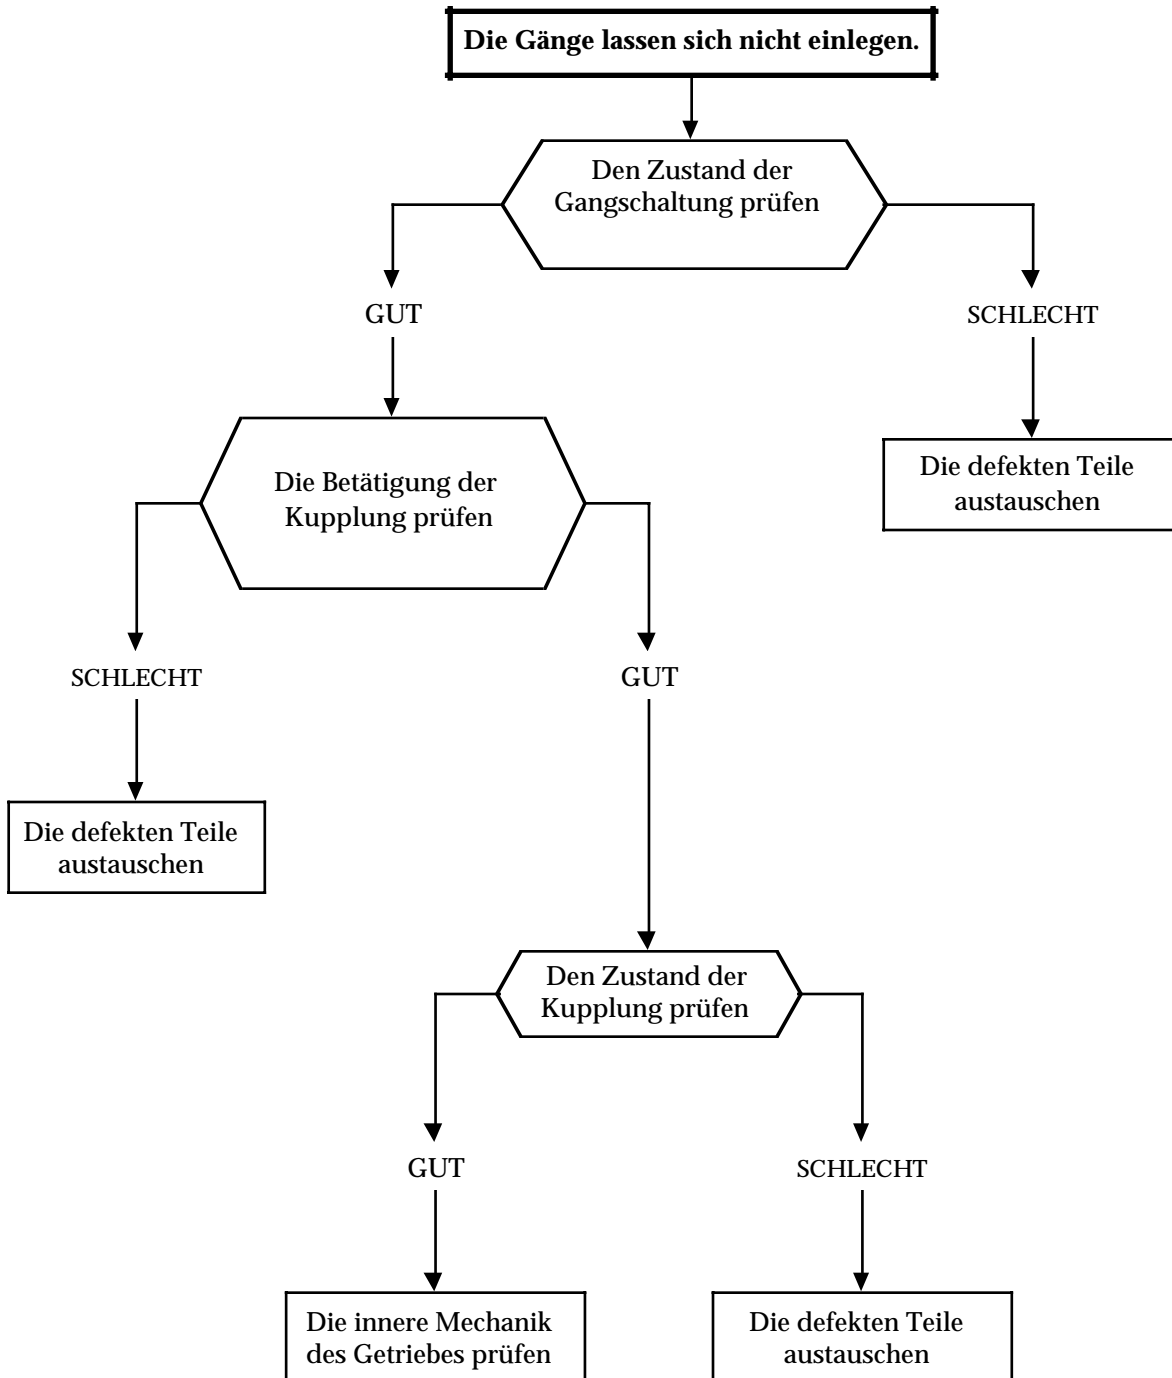 Die Gänge lassen sich nicht einlegen.
Den Zustand der
Gangschaltung prüfen
GUT
SCHLECHT
Die defekten Teile
austauschen
Die Betätigung der
Kupplung prüfen
SCHLECHT
GUT
Die defekten Teile
austauschen
Den Zustand der
Kupplung prüfen
GUT
SCHLECHT
Die innere Mechanik
des Getriebes prüfen
Die defekten Teile
austauschen